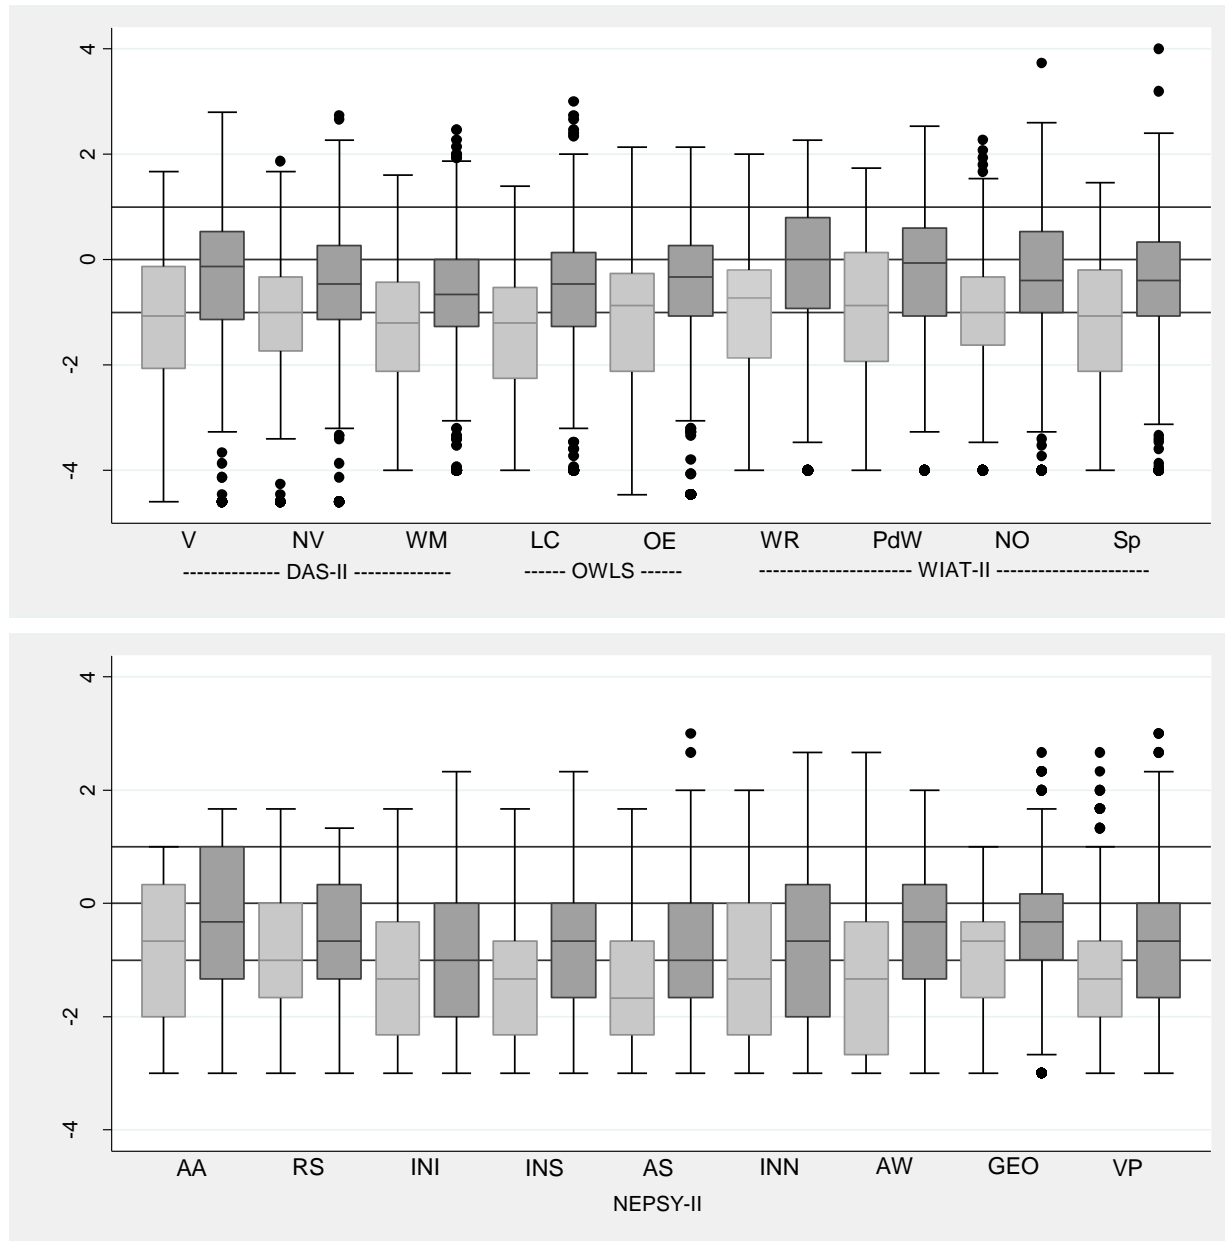 4
2
0
-2
-4
V NV WM LC OE WR PdW NO Sp
-------------- DAS-II -------------- ------ OWLS ------ ---------------------- WIAT-II ----------------------
4
2
0
-2
-4
AA RS INI INS AS INN AW GEO VP
NEPSY-II